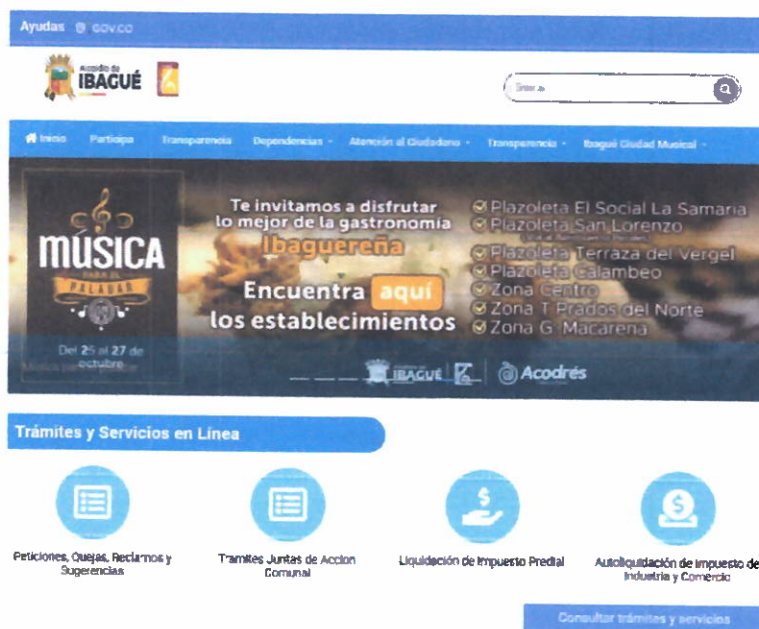 Ayudas GOV.CO
Alcaldía de
IBAGUÉ
Inicio Participa Transparencia Dependencias Atención al Ciudadano Transparencia Ibagué Ciudad Musical
MÚSICA
PARA EL
PALADAR
Del 25 al 27 de
octubre
Te invitamos a disfrutar
lo mejor de la gastronomía
Ibaguereña
Encuentra aquí
los establecimientos
Plazoleta El Social La Samaria
Plazoleta San Lorenzo
Plazoleta Terraza del Vergel
Plazoleta Calambeo
Zona Centro
Zona T Prados del Norte
Zona G Macarena
IBAGUÉ Acodrés
Trámites y Servicios en Línea
Peticiones, Quejas, Reclamos y
Sugerencias
Tramites Juntas de Accion
Comunal
Liquidación de Impuesto Predial
Autoliquidación de Impuesto de
Industria y Comercio
Consultar trámites y servicios